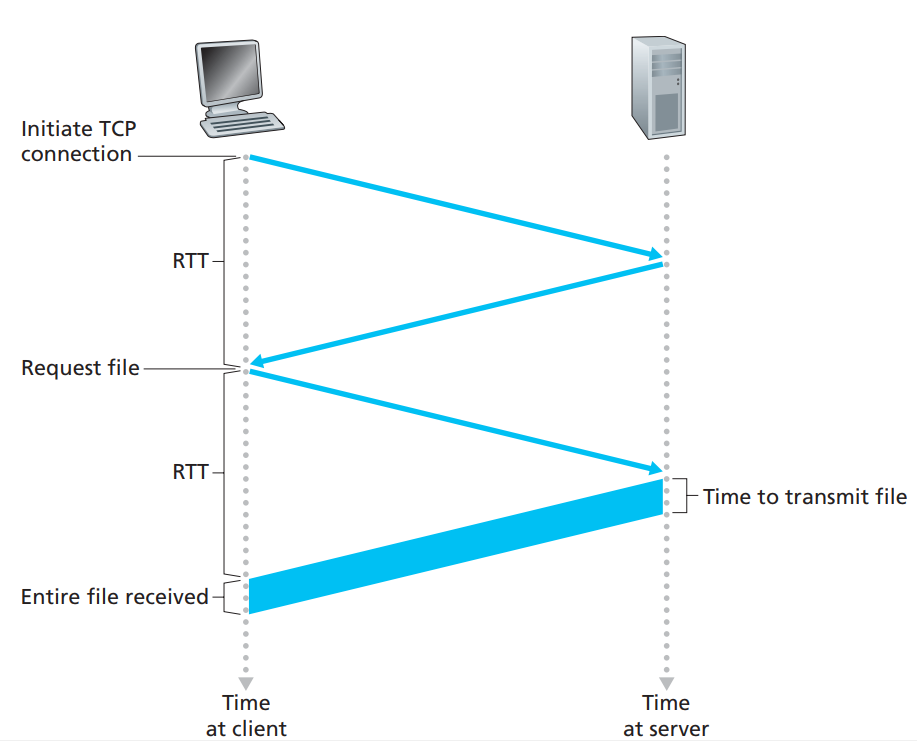 Initiate TCP
connection
RTT
Request file
RTT
Time to transmit file
Entire file received
Time
at client
Time
at server